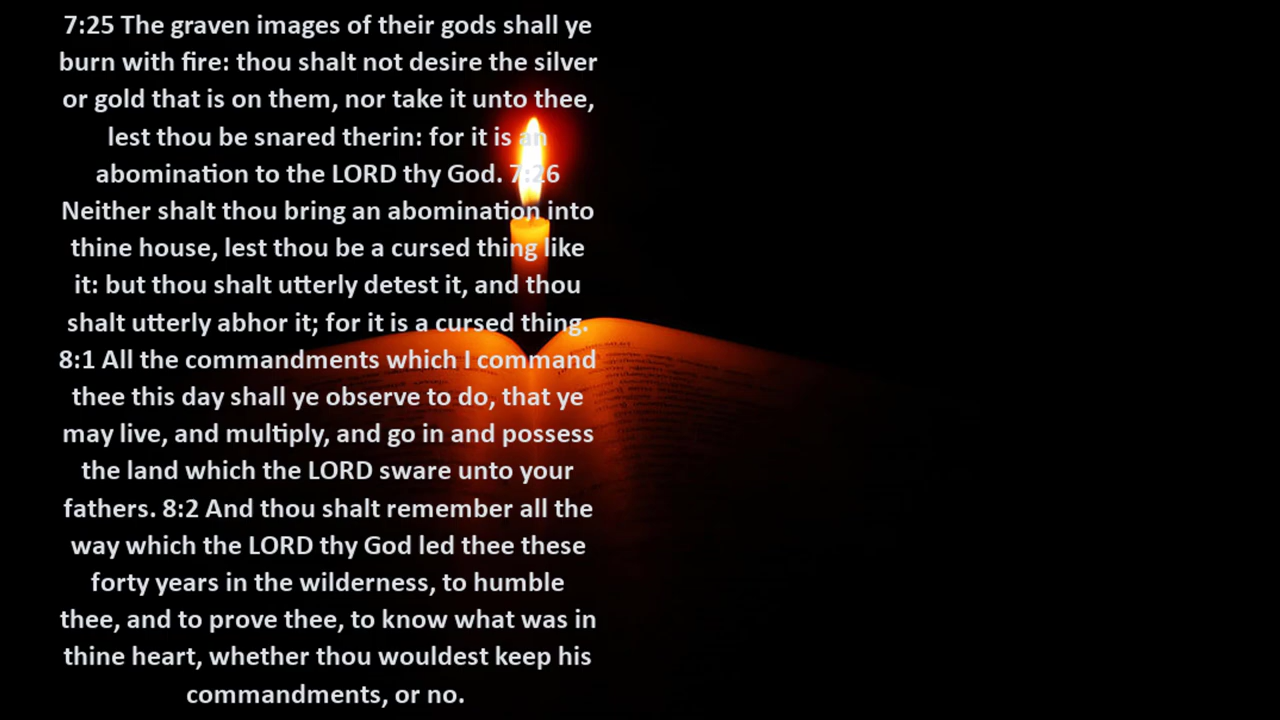 7:25 The graven images of their gods shall ye
burn with fire: thou shalt not desire the silver
or gold that is on them, nor take it unto thee,
lest thou be snared therin: for it is an
abomination to the LORD thy God. 7:26
Neither shalt thou bring an abomination into
thine house, lest thou be a cursed thing like
it: but thou shalt utterly detest it, and thou
shalt utterly abhor it; for it is a cursed thing.
8:1 All the commandments which I command
thee this day shall ye observe to do, that ye
may live, and multiply, and go in and possess
the land which the LORD sware unto your
fathers. 8:2 And thou shalt remember all the
way which the LORD thy God led thee these
forty years in the wilderness, to humble
thee, and to prove thee, to know what was in
thine heart, whether thou wouldest keep his
commandments, or no.